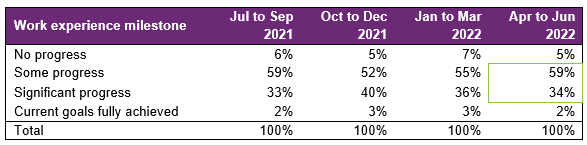 Work experience milestone Jul to Sep 2021 Oct to Dec 2021 Jan to Mar 2022 Apr to Jun 2022
No progress 6% 5% 7% 5%
Some progress 59% 52% 55% 59%
Significant progress 33% 40% 36% 34%
Current goals fully achieved 2% 3% 3% 2%
Total 100% 100% 100% 100%